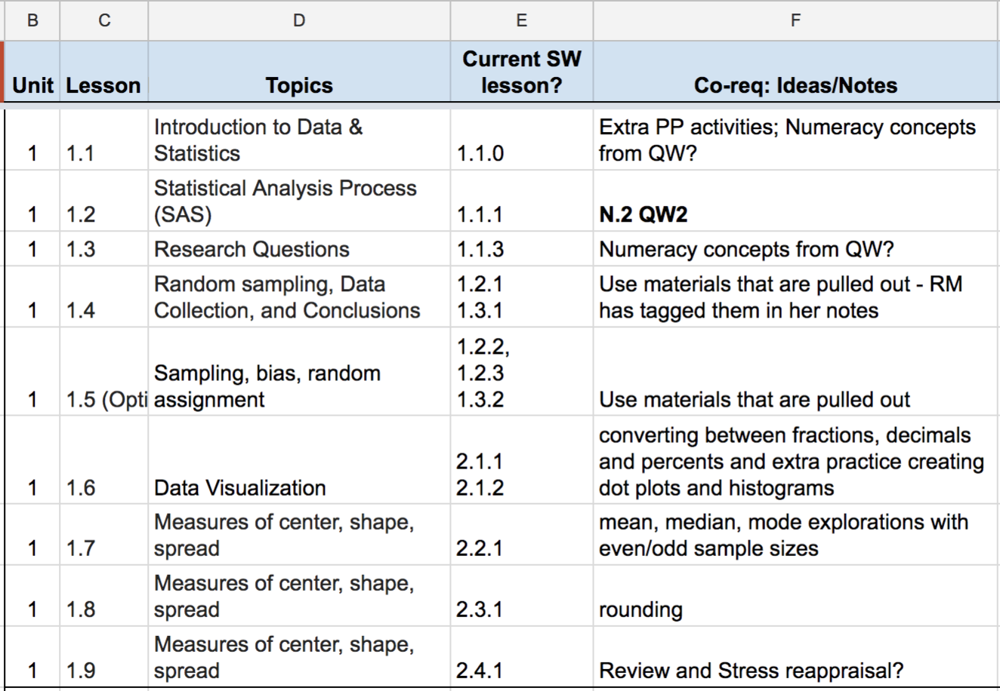 B C D E F
Current SW
Unit Lesson Topics lesson? Co-req: Ideas/Notes
Introduction to Data & Extra PP activities; Numeracy concepts
1 1.1 Statistics 1.1.0 from QW?
Statistical Analysis Process
1 1.2 (SAS) 1.1.1 N.2 QW2
1 1.3 Research Questions 1.1.3 Numeracy concepts from QW?
Random sampling, Data 1.2.1 Use materials that are pulled out - RM
1 1.4 Collection, and Conclusions 1.3.1 has tagged them in her notes
1.2.2,
Sampling, bias, random 1.2.3
1 1.5 (Opti assignment 1.3.2 Use materials that are pulled out
converting between fractions, decimals
2.1.1 and percents and extra practice creating
1 1.6 Data Visualization 2.1.2 dot plots and histograms
Measures of center, shape, mean, median, mode explorations with
1 1.7 spread 2.2.1 even/odd sample sizes
Measures of center, shape,
1 1.8 spread 2.3.1 rounding
Measures of center, shape,
1 1.9 spread 2.4.1 Review and Stress reappraisal?